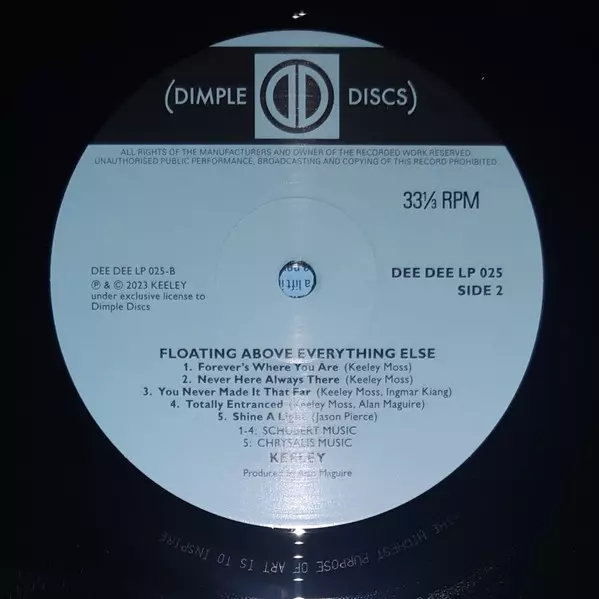 (DIMPLE DISCS)
ALL RIGHTS OF THE MANUFACTURERS AND OWNER OF THE RECORDED WORK RESERVED.
UNAUTHORISED PUBLIC PERFORMANCE, BROADCASTING AND COPYING OF THIS RECORD PROHIBITED
33⅓ RPM
DEE DEE LP 025-B
℗ & © 2023 KEELEY
under exclusive license to
Dimple Discs
DEE DEE LP 025
SIDE 2
a lift i
FLOATING ABOVE EVERYTHING ELSE
1. Forever's Where You Are (Keeley Moss)
2. Never Here Always There (Keeley Moss)
3. You Never Made It That Far (Keeley Moss, Ingmar Kiang)
4. Totally Entranced (Keeley Moss, Alan Maguire)
5. Shine A Light (Jason Pierce)
1-4: SCHUBERT MUSIC
5: CHRYSALIS MUSIC
KEELEY
Produced by Alan Maguire
THE HIGHEST PURPOSE OF ART IS TO INSPIRE